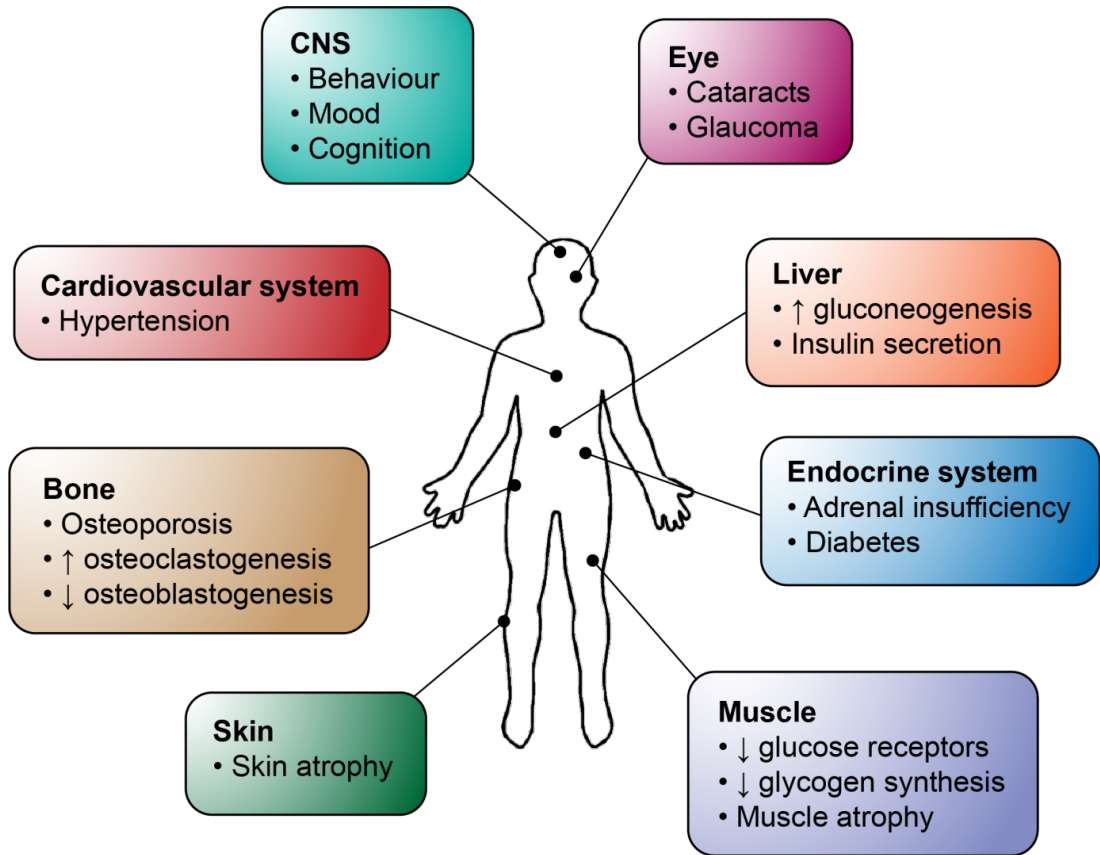 CNS
• Behaviour
• Mood
• Cognition
Eye
• Cataracts
• Glaucoma
Cardiovascular system
• Hypertension
Liver
• ↑ gluconeogenesis
• Insulin secretion
Bone
• Osteoporosis
• ↑ osteoclastogenesis
• ↓ osteoblastogenesis
Endocrine system
• Adrenal insufficiency
• Diabetes
Skin
• Skin atrophy
Muscle
• ↓ glucose receptors
• ↓ glycogen synthesis
• Muscle atrophy